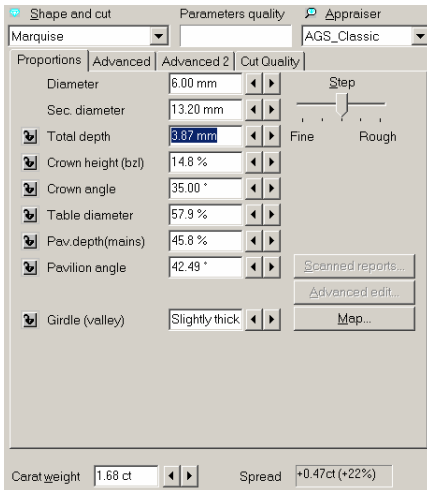 Shape and cut Parameters quality Appraiser
Marquise AGS_Classic
Proportions Advanced Advanced 2 Cut Quality
Diameter 6.00 mm Step
Sec. diameter 13.20 mm
Total depth 3.87 mm Fine Rough
Crown height (bzl) 14.8 %
Crown angle 35.00 °
Table diameter 57.9 %
Pav.depth(mains) 45.8 %
Pavilion angle 42.49 ° Scanned reports...
Advanced edit...
Girdle (valley) Slightly thick Map...
Carat weight 1.68 ct Spread +0.47ct (+22%)